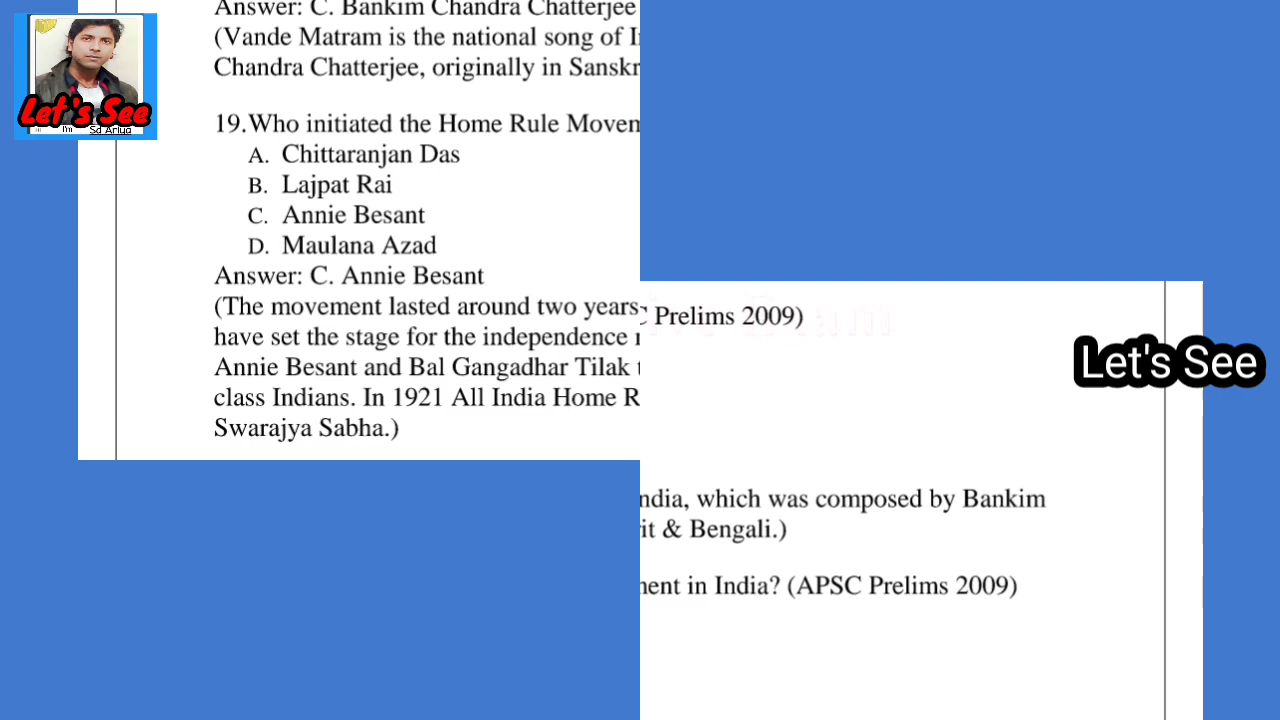 Answer: C. Bankim Chandra Chatterjee
(Vande Matram is the national song of I
Chandra Chatterjee, originally in Sanskr
19.Who initiated the Home Rule Movem
A. Chittaranjan Das
B. Lajpat Rai
C. Annie Besant
D. Maulana Azad
Answer: C. Annie Besant
(The movement lasted around two years
have set the stage for the independence
Annie Besant and Bal Gangadhar Tilak
class Indians. In 1921 All India Home R
Swarajya Sabha.)
Let's See
I'm Sd Ariya
Prelims 2009)
Let's See
ndia, which was composed by Bankim
it & Bengali.)
ent in India? (APSC Prelims 2009)